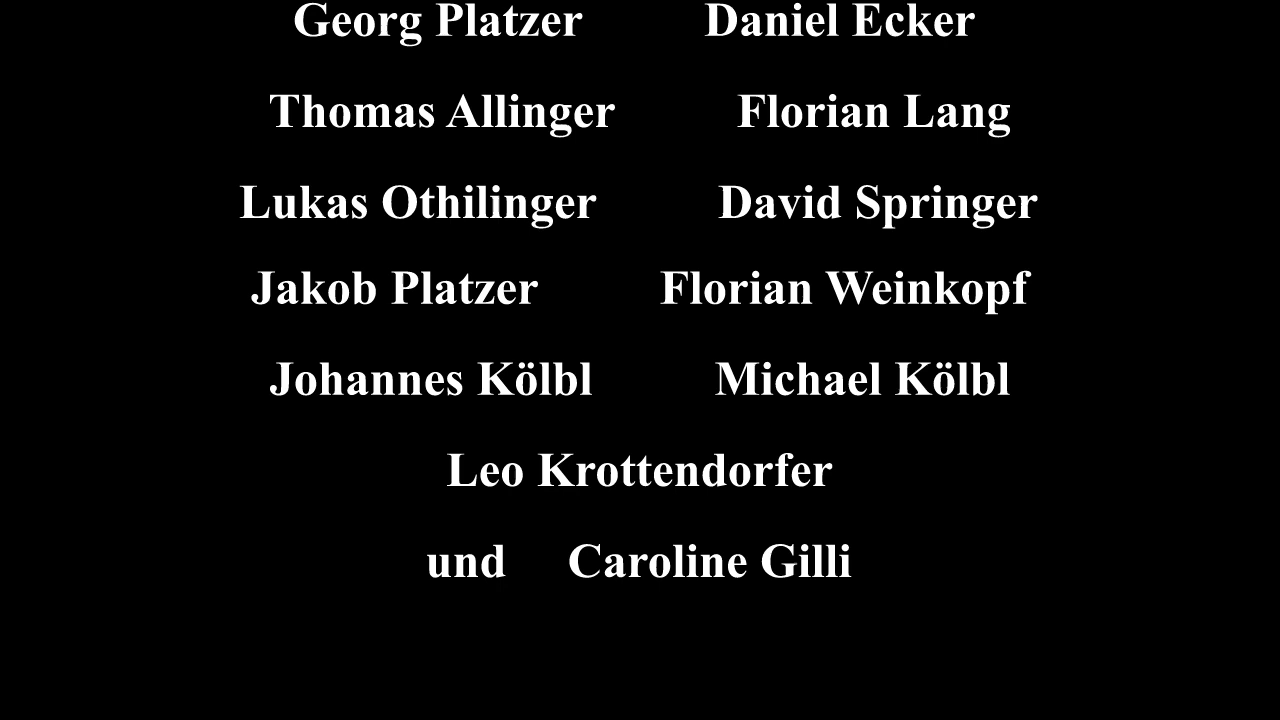 Georg Platzer Daniel Ecker
Thomas Allinger Florian Lang
Lukas Othilinger David Springer
Jakob Platzer Florian Weinkopf
Johannes Kölbl Michael Kölbl
Leo Krottendorfer
und Caroline Gilli